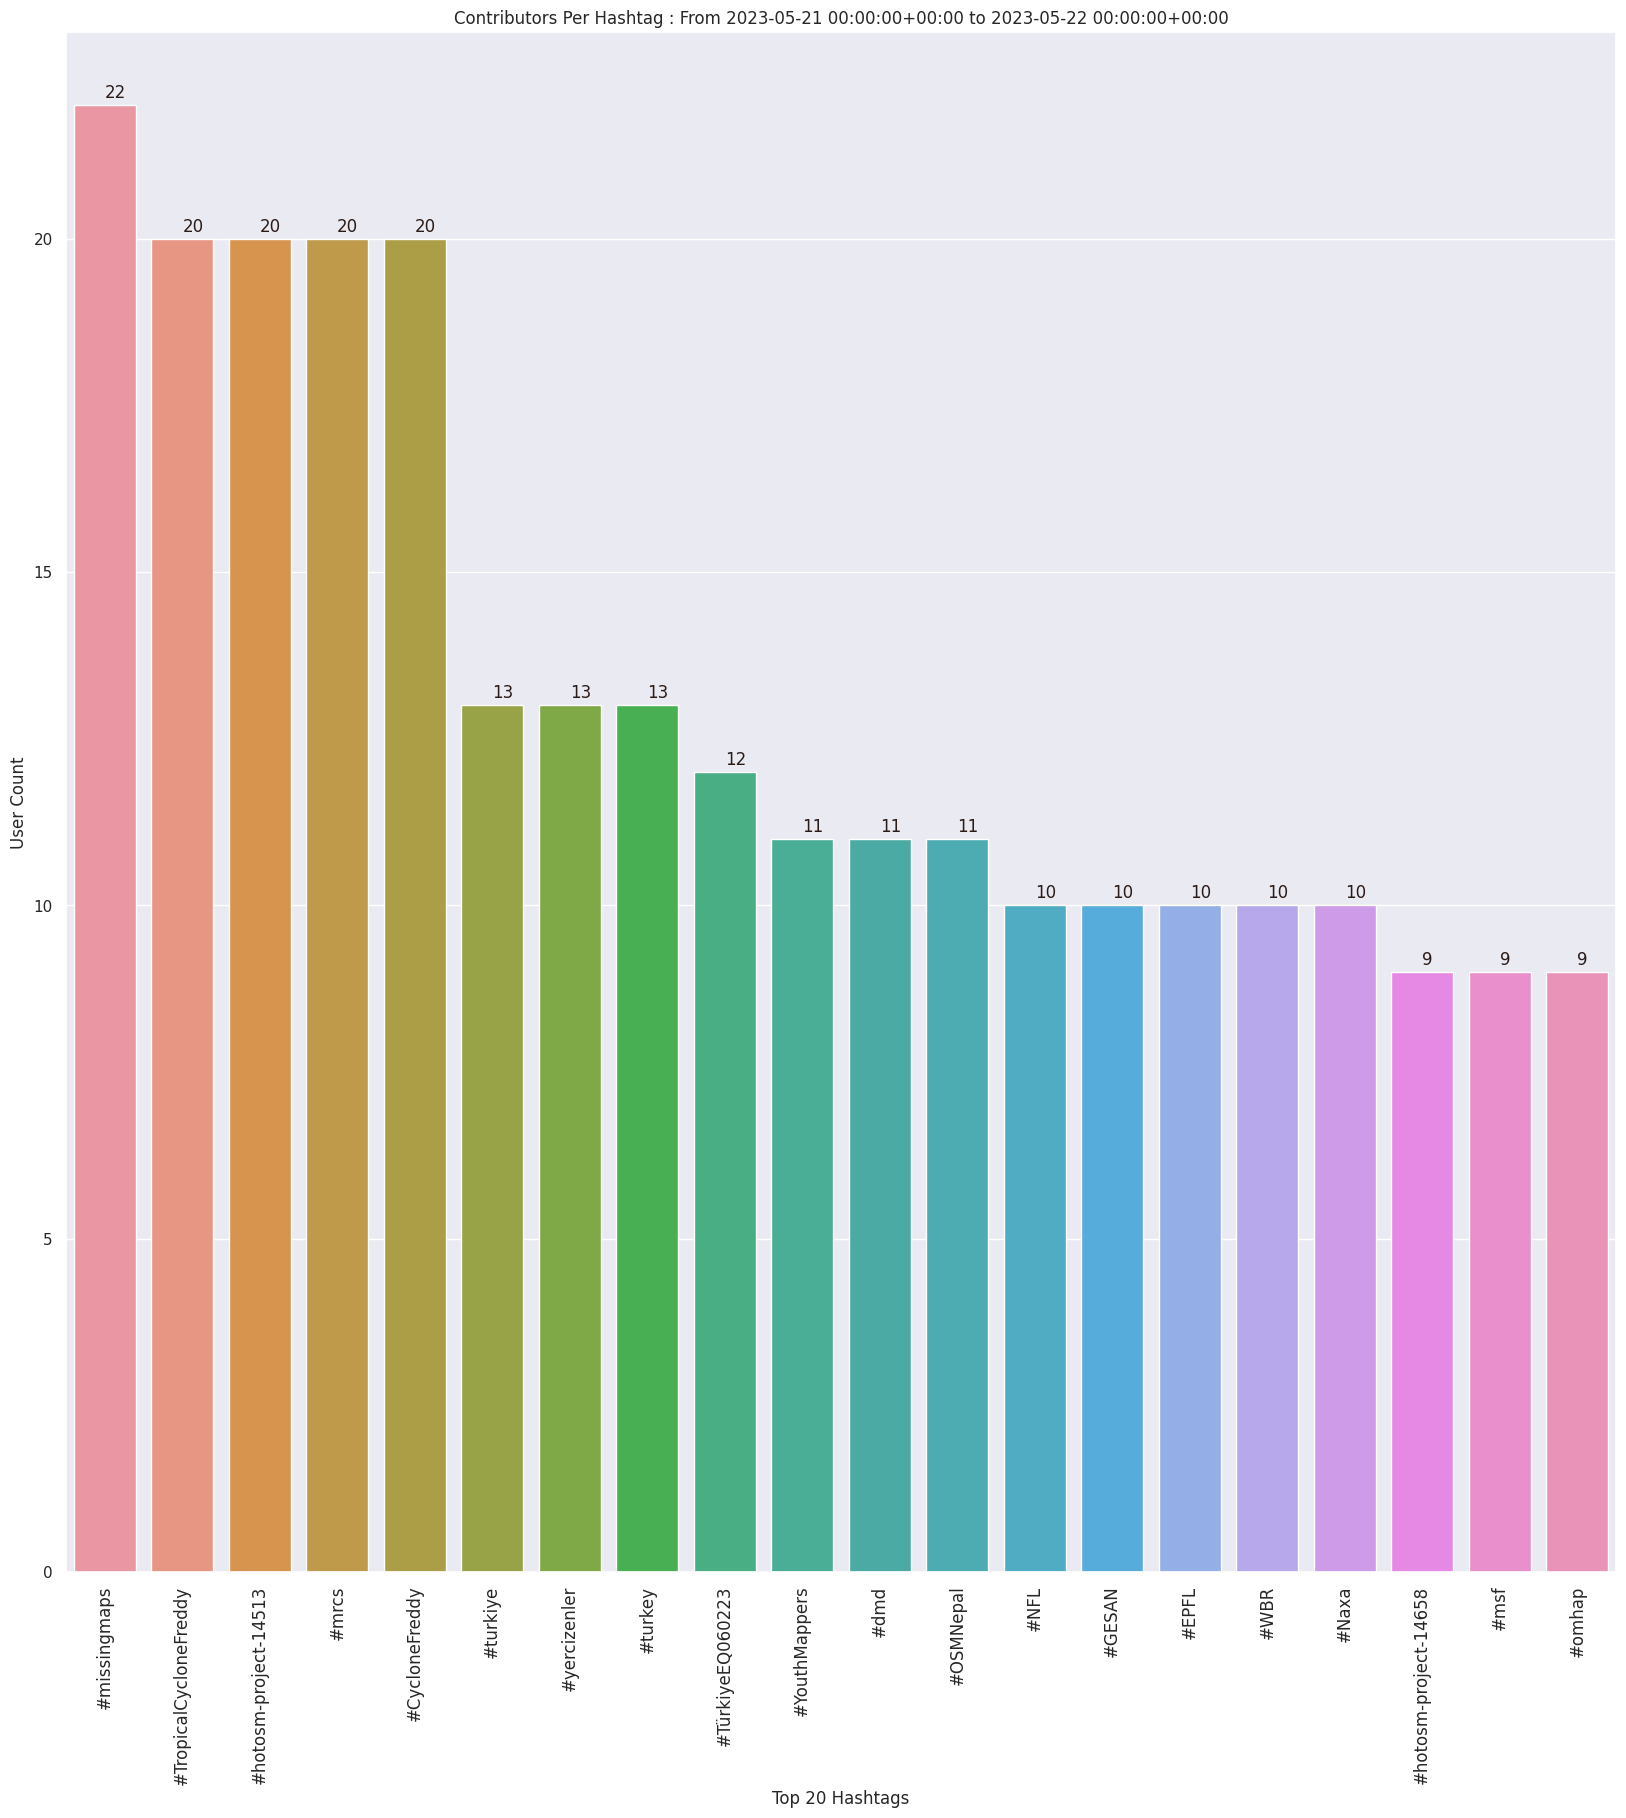 Contributors Per Hashtag : From 2023-05-21 00:00:00+00:00 to 2023-05-22 00:00:00+00:00
22
20
20
20
20
13
13
13
12
11
11
11
10
10
10
10
10
9
9
9
20
15
10
5
0
User Count
#missingmaps
#TropicalCycloneFreddy
#hotosm-project-14513
#mrcs
#CycloneFreddy
#turkiye
#yercizenler
#turkey
#TürkiyeEQ060223
#YouthMappers
#dmd
#OSMNepal
#NFL
#GESAN
#EPFL
#WBR
#Naxa
#hotosm-project-14658
#msf
#omhap
Top 20 Hashtags